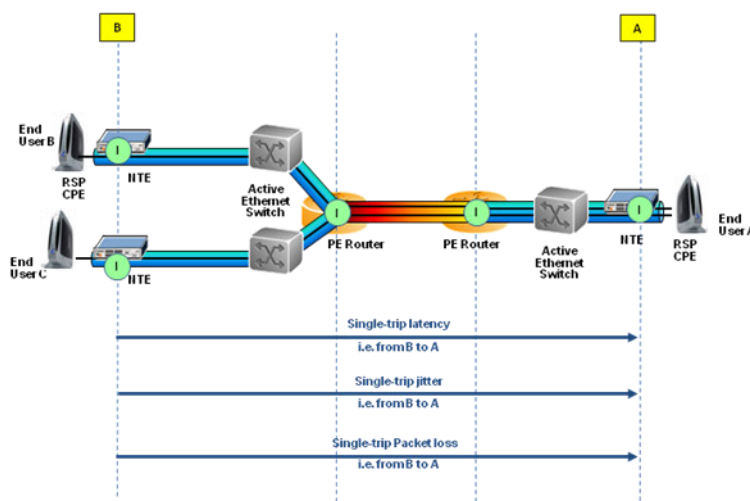 B
A
End
User B
RSP
CPE
I
NTE
Active
Ethernet
Switch
End
User C
I
NTE
I
PE Router
I
PE Router
Active
Ethernet
Switch
I
NTE
RSP
CPE
End
User A
Single-trip latency
i.e. from B to A
Single-trip jitter
i.e. from B to A
Single-trip Packet loss
i.e. from B to A